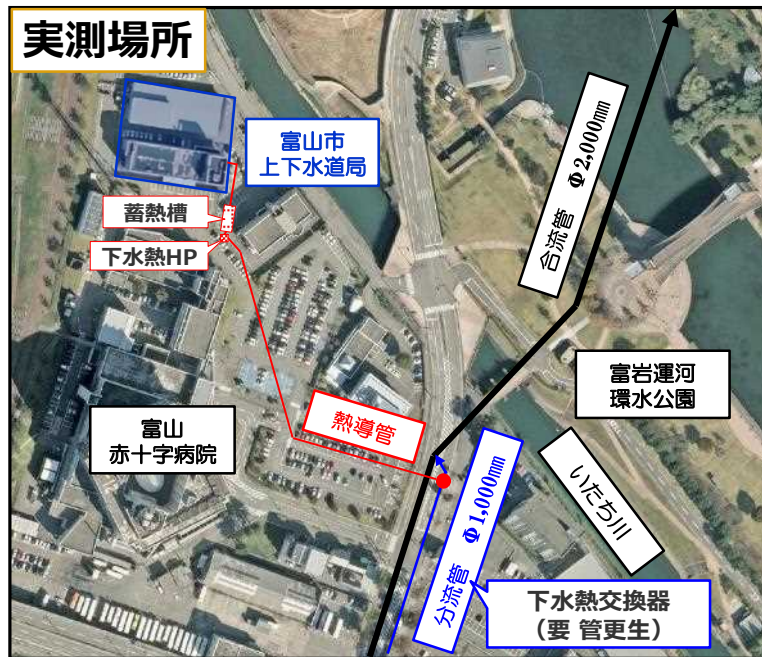 実測場所
富山市
上下水道局
蓄熱槽
下水熱HP
合流管 Φ2,000㎜
富岩運河
環水公園
熱導管
富山
赤十字病院
いたち川
分流管 Φ1,000㎜
下水熱交換器
（要 管更生）